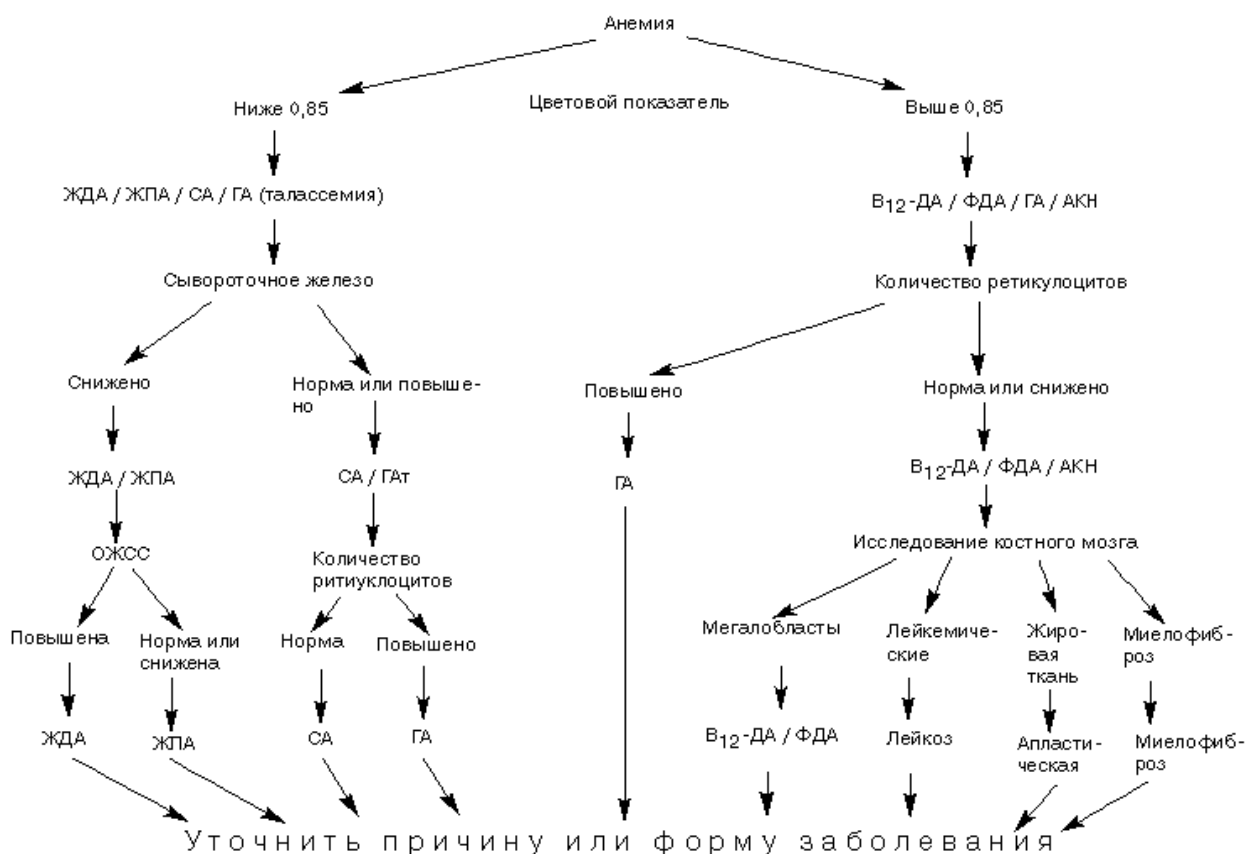 Анемия
Цветовой показатель
Ниже 0,85
Выше 0,85
ЖДА / ЖПА / СА / ГА (талассемия)
B12-ДА / ФДА / ГА / АКН
Сывороточное железо
Количество ретикулоцитов
Снижено
Норма или повыше-
но
Повышено
Норма или снижено
ЖДА / ЖПА
СА / ГАт
ГА
B12-ДА / ФДА / АКН
ОЖСС
Количество
ритиуклоцитов
Исследование костного мозга
Повышена
Норма или
снижена
Норма
Повышено
Мегалобласты
Лейкемиче-
ские
Жиро-
вая
ткань
Миелофиб-
роз
ЖДА
ЖПА
СА
ГА
B12-ДА / ФДА
Лейкоз
Апласти-
ческая
Миелофиб-
роз
Уточнить причину или форму заболевания